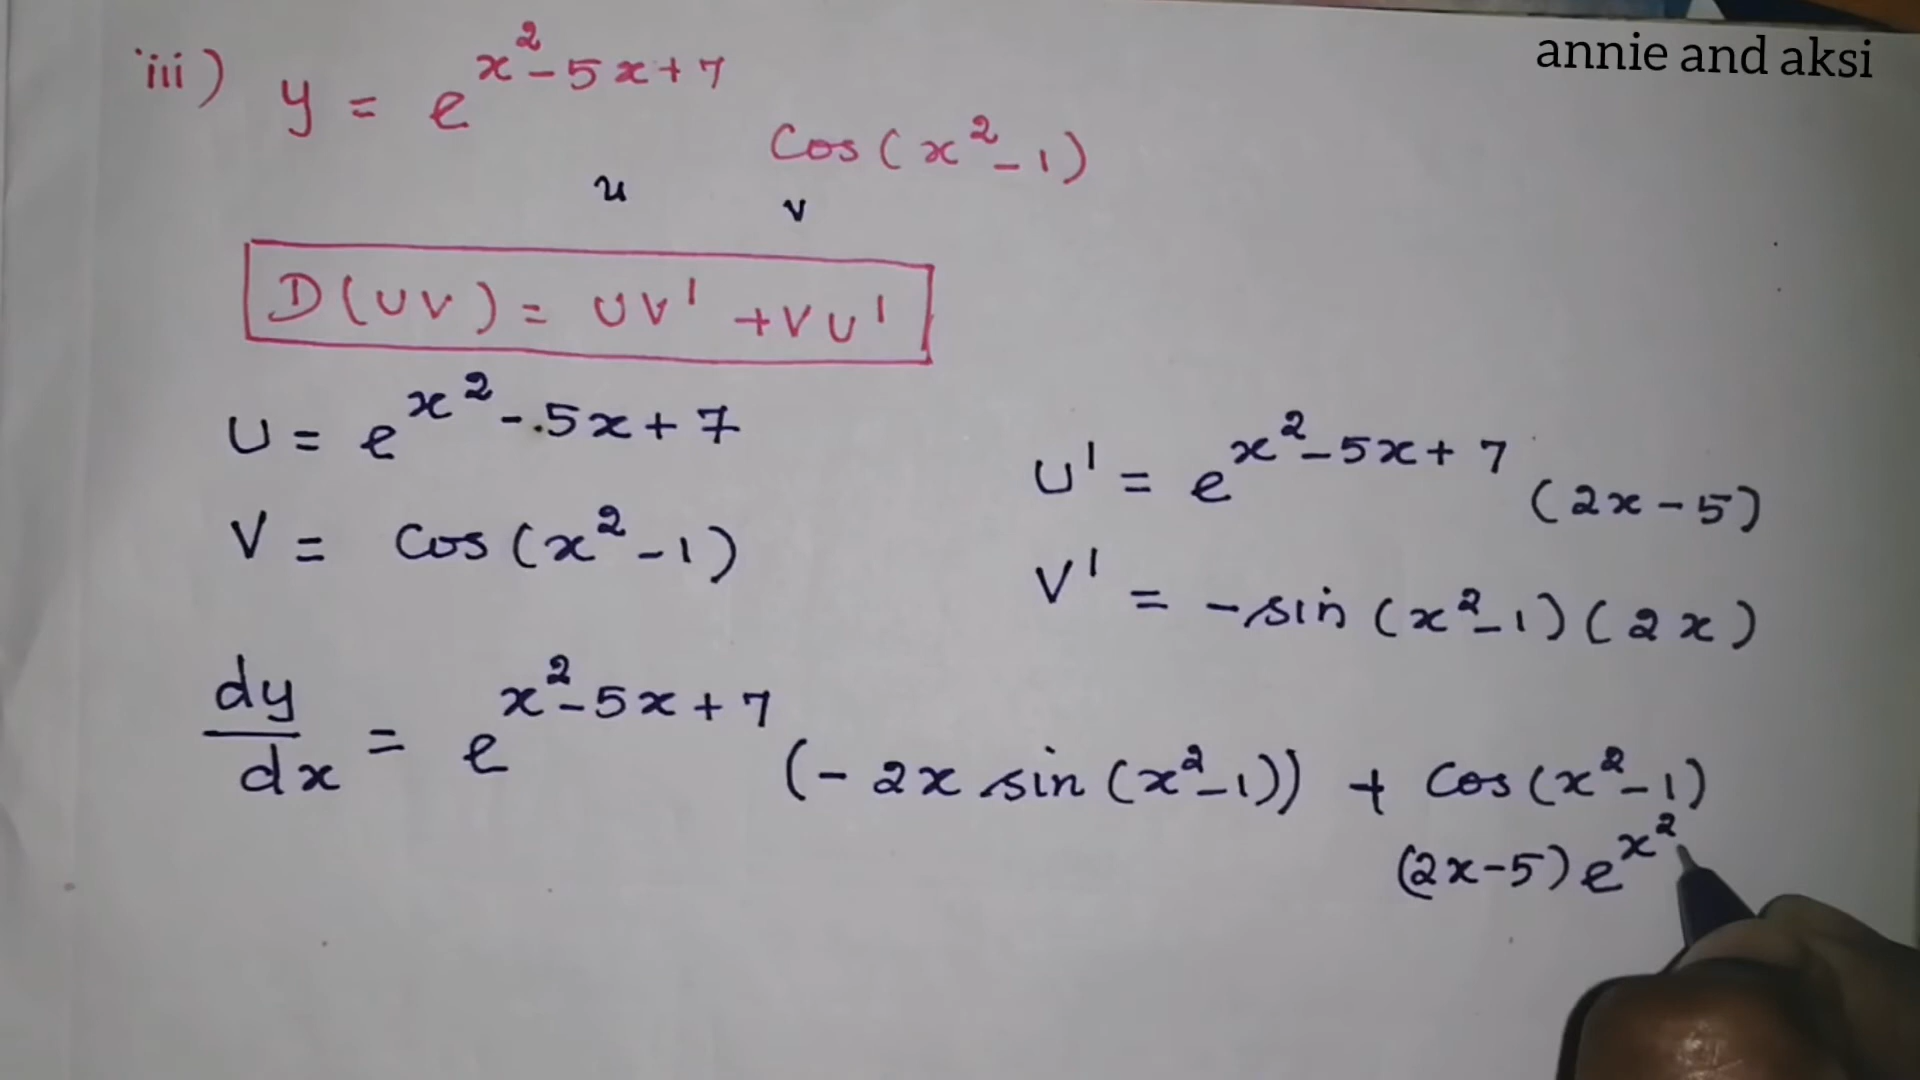 annie and aksi
iii) y = e^{x²-5x+7} Cos(x²-1)
u v
D(UV) = UV' + VU'
U = e^{x²-5x+7} U' = e^{x²-5x+7} (2x-5)
V = Cos(x²-1) V' = -sin(x²-1)(2x)
dy/dx = e^{x²-5x+7} (-2x sin(x²-1)) + Cos(x²-1)
(2x-5)e^{x²}